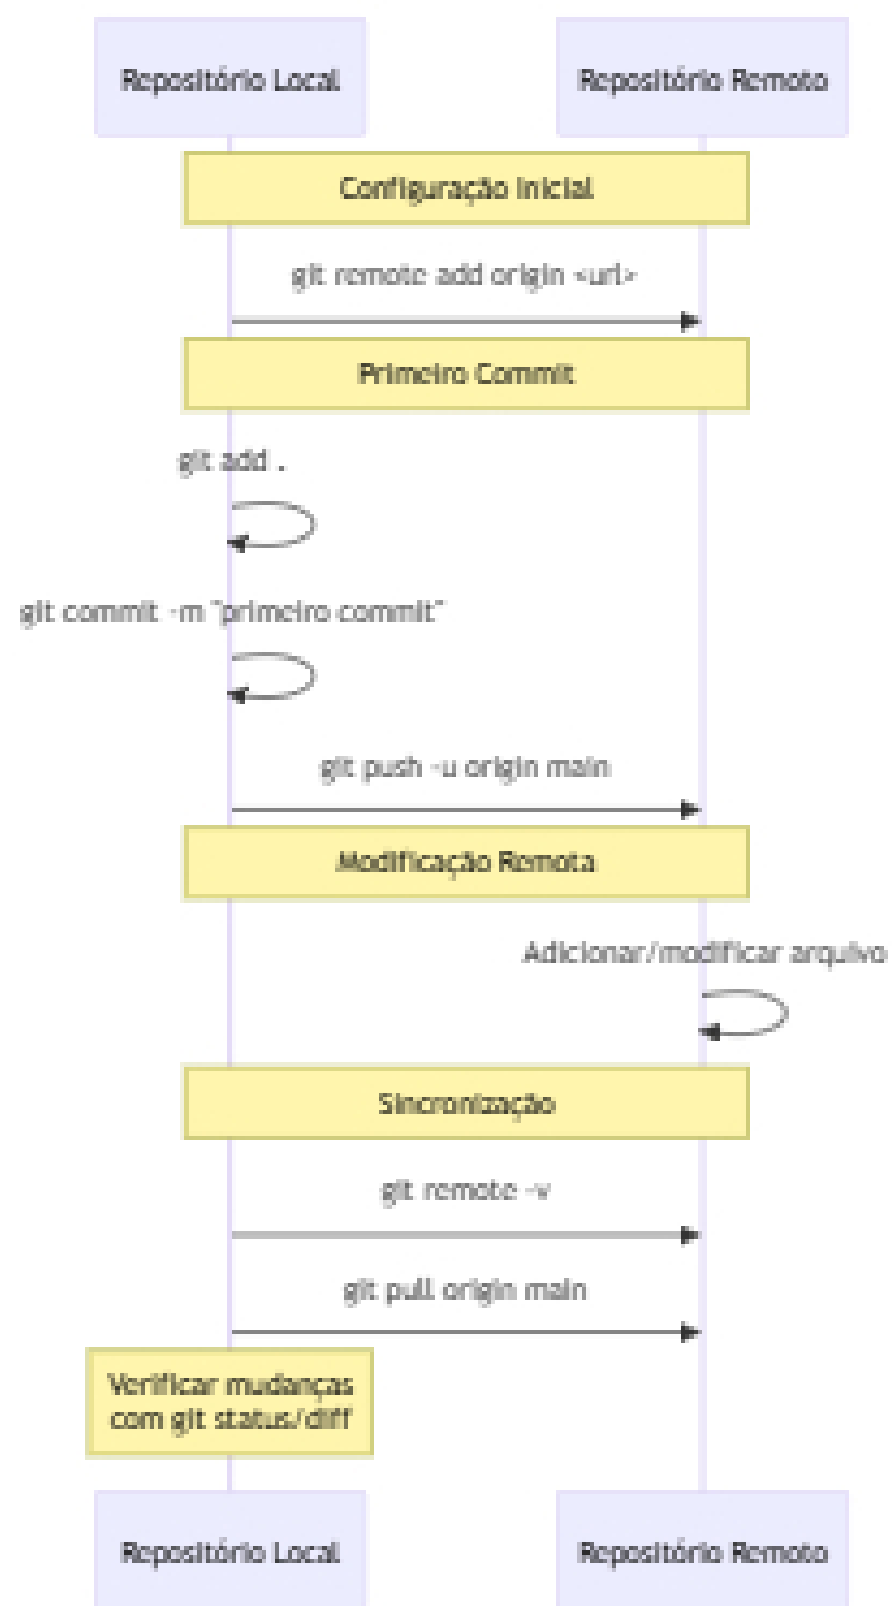 Repositório Local
Repositório Remoto
Configuração Inicial
git remote add origin <url>
Primeiro Commit
git add .
git commit -m "primeiro commit"
git push -u origin main
Modificação Remota
Adicionar/modificar arquivo
Sincronização
git remote -v
git pull origin main
Verificar mudanças
com git status/diff
Repositório Local
Repositório Remoto